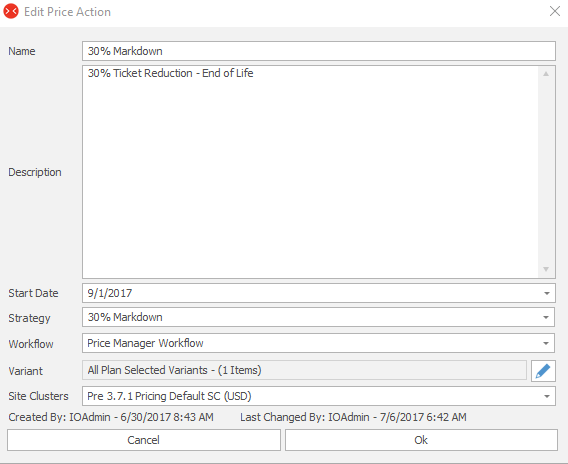 Edit Price Action
Name 30% Markdown
30% Ticket Reduction - End of Life
Description
Start Date 9/1/2017
Strategy 30% Markdown
Workflow Price Manager Workflow
Variant All Plan Selected Variants - (1 Items)
Site Clusters Pre 3.7.1 Pricing Default SC (USD)
Created By: IOAdmin - 6/30/2017 8:43 AM Last Changed By: IOAdmin - 7/6/2017 6:42 AM
Cancel Ok